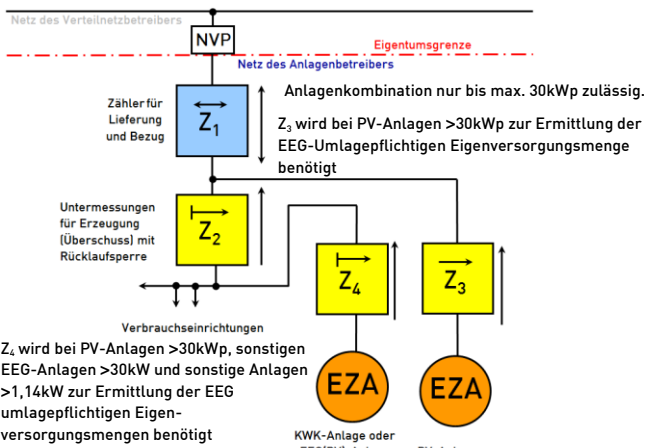 Netz des Verteilnetzbetreibers
NVP
Eigentumsgrenze
Netz des Anlagenbetreibers
Zähler für
Lieferung
und Bezug
Z₁
Anlagenkombination nur bis max. 30kWp zulässig.
Z₃ wird bei PV-Anlagen >30kWp zur Ermittlung der
EEG-Umlagepflichtigen Eigenversorgungsmenge
benötigt
Untermessungen
für Erzeugung
(Überschuss) mit
Rücklaufsperre
Z₂
Z₄
Z₃
Verbrauchseinrichtungen
Z₄ wird bei PV-Anlagen >30kWp, sonstigen
EEG-Anlagen >30kW und sonstige Anlagen
>1,14kW zur Ermittlung der EEG
umlagepflichtigen Eigen-
versorgungsmengen benötigt
EZA
EZA
KWK-Anlage oder